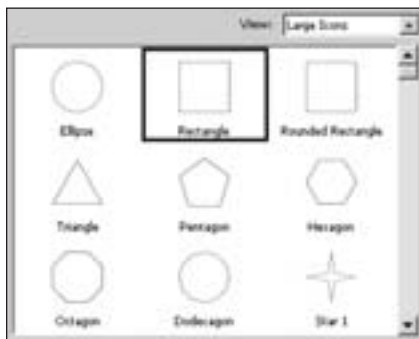 View: Large Icons
Ellipse Rectangle Rounded Rectangle
Triangle Pentagon Hexagon
Octagon Dodecagon Star 1